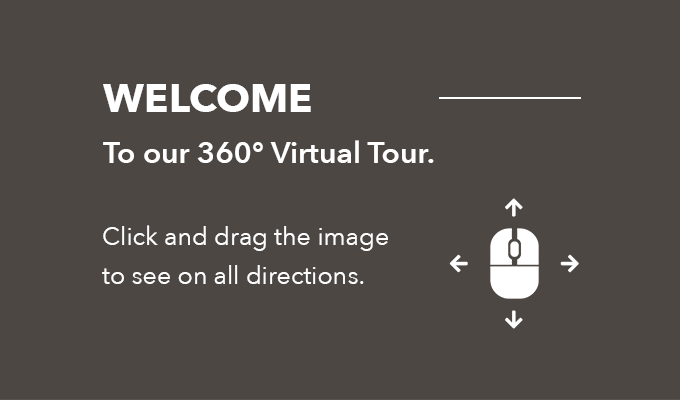 WELCOME
To our 360° Virtual Tour.
Click and drag the image
to see on all directions.